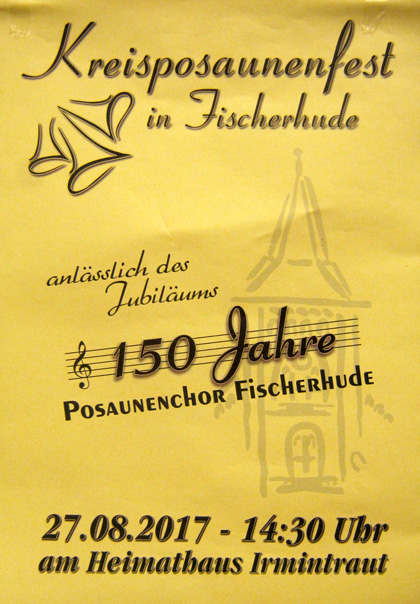 Kreisposaunenfest
in Fischerhude
anlässlich des
Jubiläums
150 Jahre
Posaunenchor Fischerhude
27.08.2017 - 14:30 Uhr
am Heimathaus Irmintraut